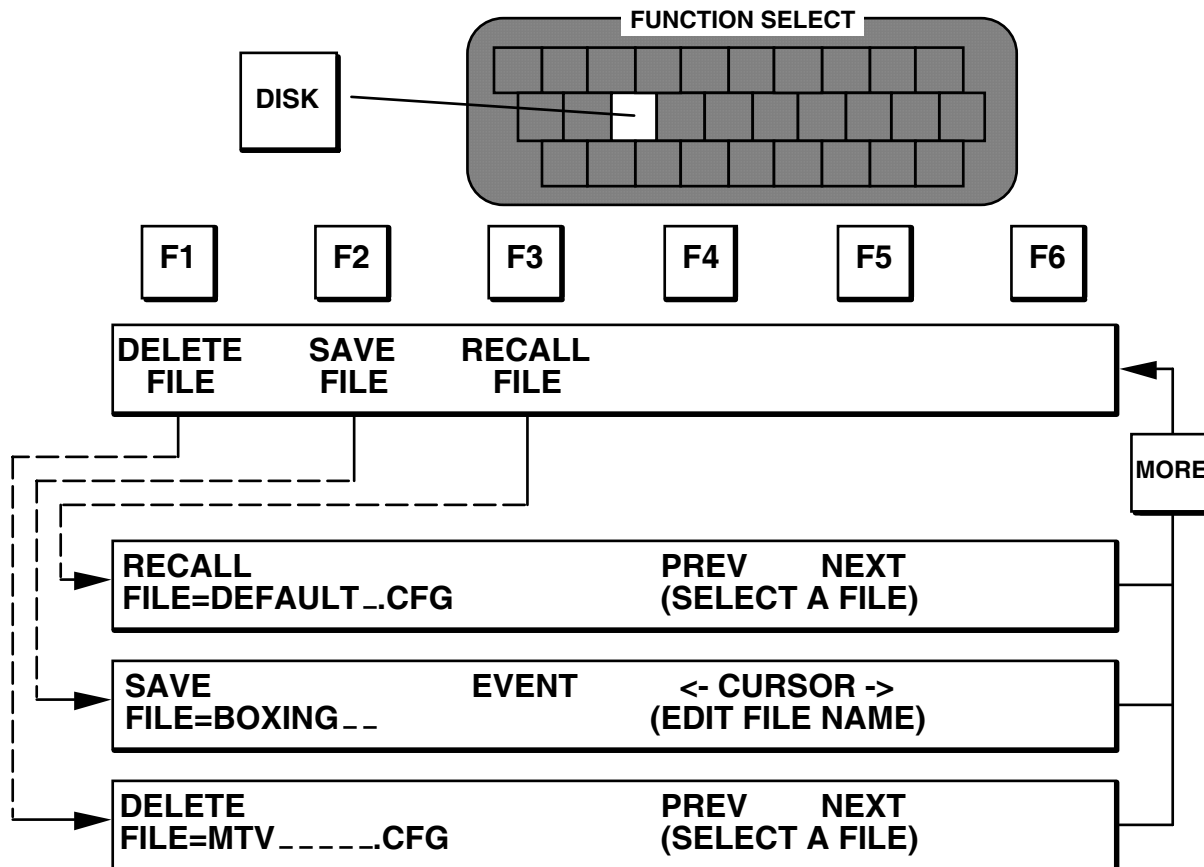 FUNCTION SELECT
DISK
F1 F2 F3 F4 F5 F6
DELETE SAVE RECALL
FILE FILE FILE
MORE
RECALL PREV NEXT
FILE=DEFAULT_.CFG (SELECT A FILE)
SAVE EVENT <- CURSOR ->
FILE=BOXING_ _ (EDIT FILE NAME)
DELETE PREV NEXT
FILE=MTV_ _ _ _ _.CFG (SELECT A FILE)